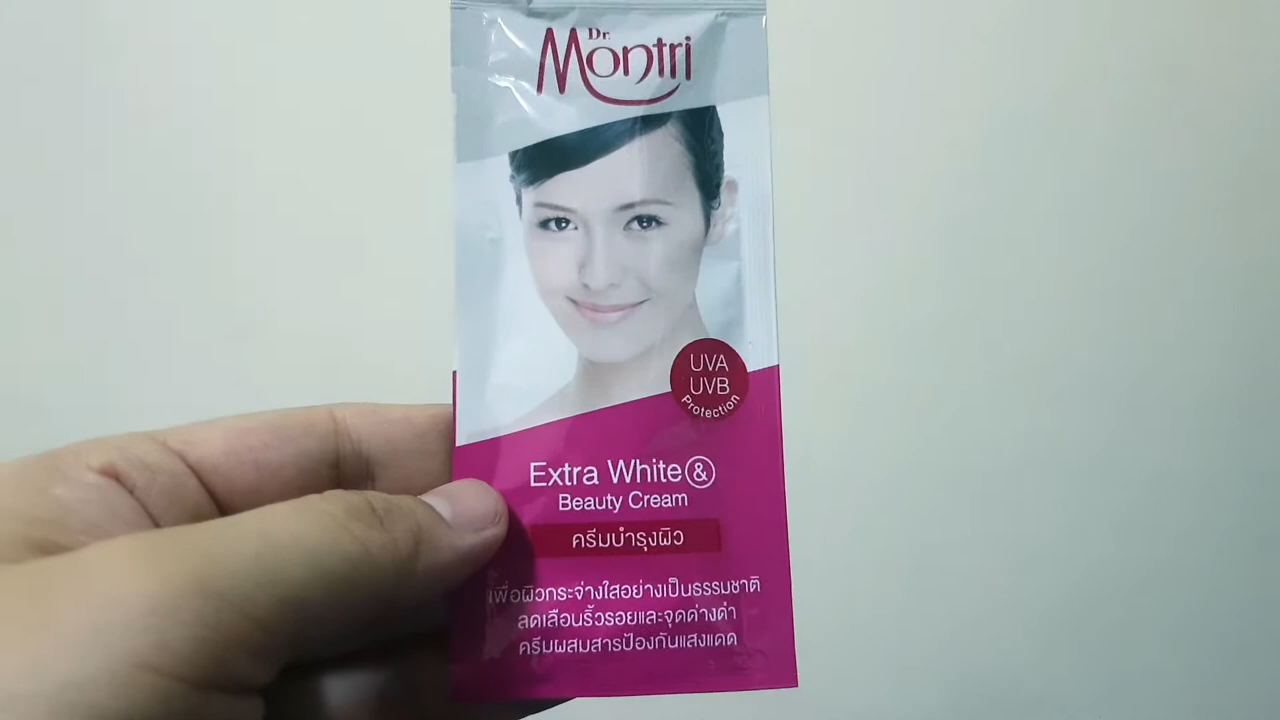 Dr.
Montri
UVA
UVB
Protection
Extra White &
Beauty Cream
ครีมบำรุงผิว
เพื่อผิวกระจ่างใสอย่างเป็นธรรมชาติ
ลดเลือนริ้วรอยและจุดด่างดำ
ครีมผสมสารป้องกันแสงแดด